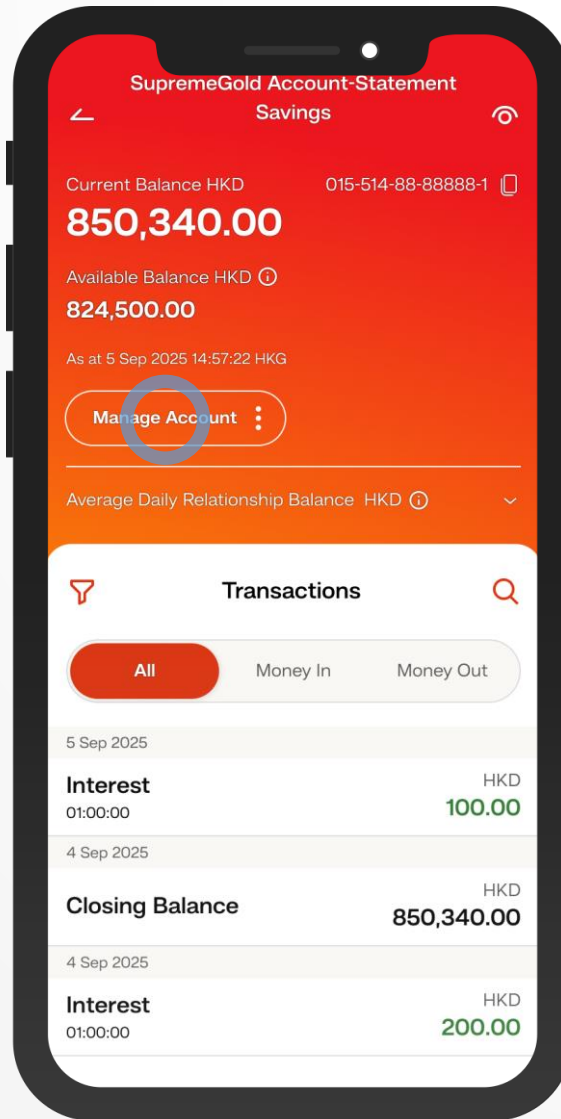 SupremeGold Account-Statement
Savings
Current Balance HKD 015-514-88-88888-1
850,340.00
Available Balance HKD
824,500.00
As at 5 Sep 2025 14:57:22 HKG
Manage Account
Average Daily Relationship Balance HKD
Transactions
All Money In Money Out
5 Sep 2025
Interest HKD
01:00:00 100.00
4 Sep 2025
Closing Balance HKD
850,340.00
4 Sep 2025
Interest HKD
01:00:00 200.00